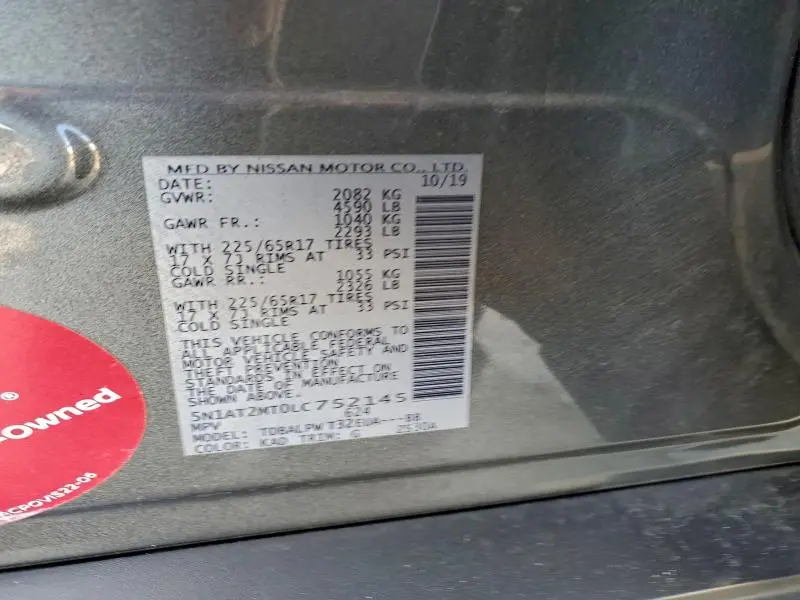 MFD BY NISSAN MOTOR CO., LTD.
DATE: 10/19
GVWR: 2082 KG
4590 LB
GAWR FR.: 1040 KG
2293 LB
WITH 225/65R17 TIRES
17 X 7J RIMS AT 33 PSI
COLD SINGLE
GAWR RR.: 1055 KG
2326 LB
WITH 225/65R17 TIRES
17 X 7J RIMS AT 33 PSI
COLD SINGLE
THIS VEHICLE CONFORMS TO
ALL APPLICABLE FEDERAL
MOTOR VEHICLE SAFETY AND
THEFT PREVENTION
STANDARDS IN EFFECT ON
THE DATE OF MANUFACTURE
SHOWN ABOVE.
5N1AT2MT0LC752145
MPV 624
MODEL:
COLOR: KAD TRIM: G
®
-Owned